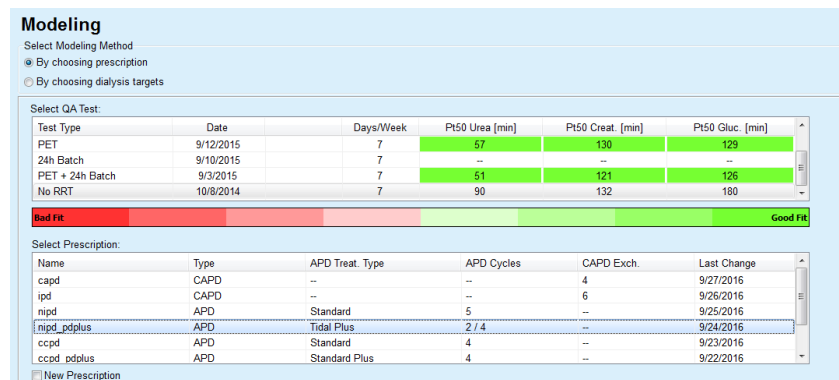 Modeling
Select Modeling Method
By choosing prescription
By choosing dialysis targets
Select QA Test:
Test Type Date Days/Week Pt50 Urea [min] Pt50 Creat. [min] Pt50 Gluc. [min]
PET 9/12/2015 7 57 130 129
24h Batch 9/10/2015 7 -- -- --
PET + 24h Batch 9/3/2015 7 51 121 126
No RRT 10/8/2014 7 90 132 180
Bad Fit Good Fit
Select Prescription:
Name Type APD Treat. Type APD Cycles CAPD Exch. Last Change
capd CAPD -- -- 4 9/27/2016
ipd CAPD -- -- 6 9/26/2016
nipd APD Standard 5 -- 9/25/2016
nipd_pdplus APD Tidal Plus 2 / 4 -- 9/24/2016
ccpd APD Standard 4 -- 9/23/2016
ccpd_pdplus APD Standard Plus 4 -- 9/22/2016
New Prescription